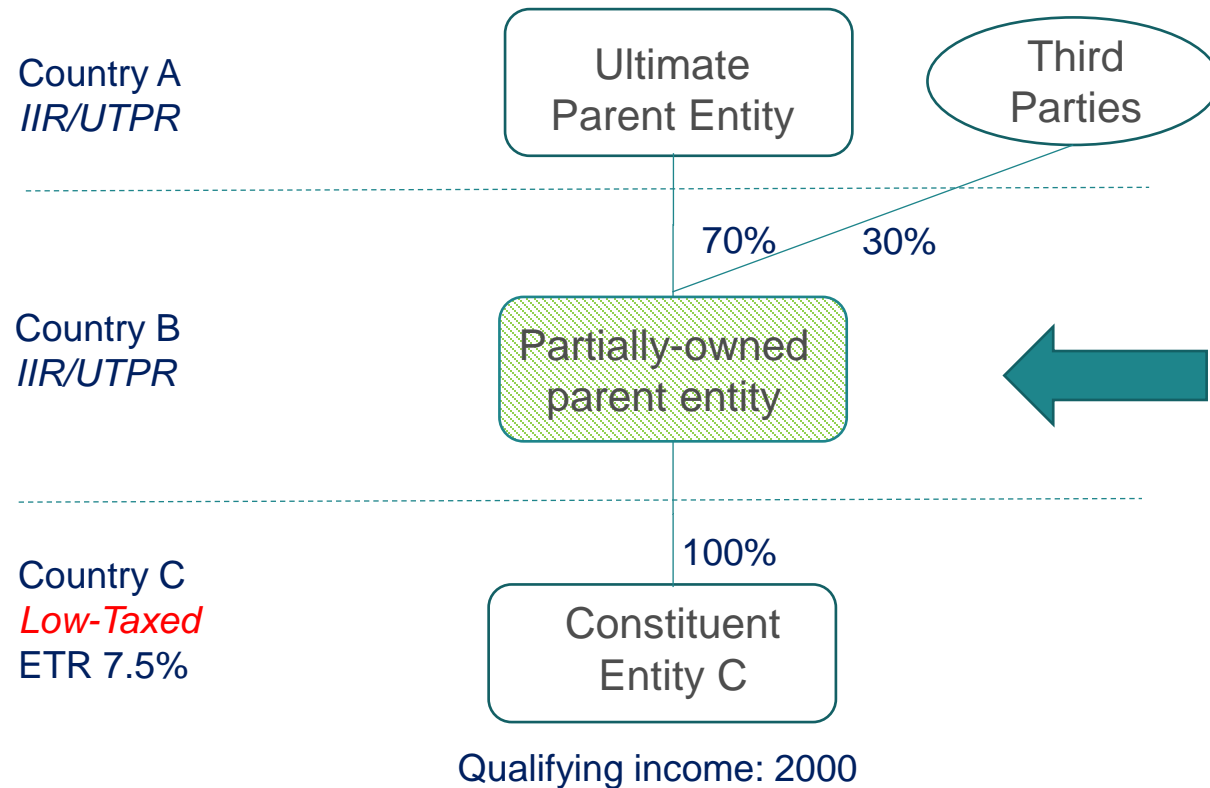 Country A
IIR/UTPR
Ultimate
Parent Entity
Third
Parties
70%
30%
Country B
IIR/UTPR
Partially-owned
parent entity
100%
Country C
Low-Taxed
ETR 7.5%
Constituent
Entity C
Qualifying income: 2000